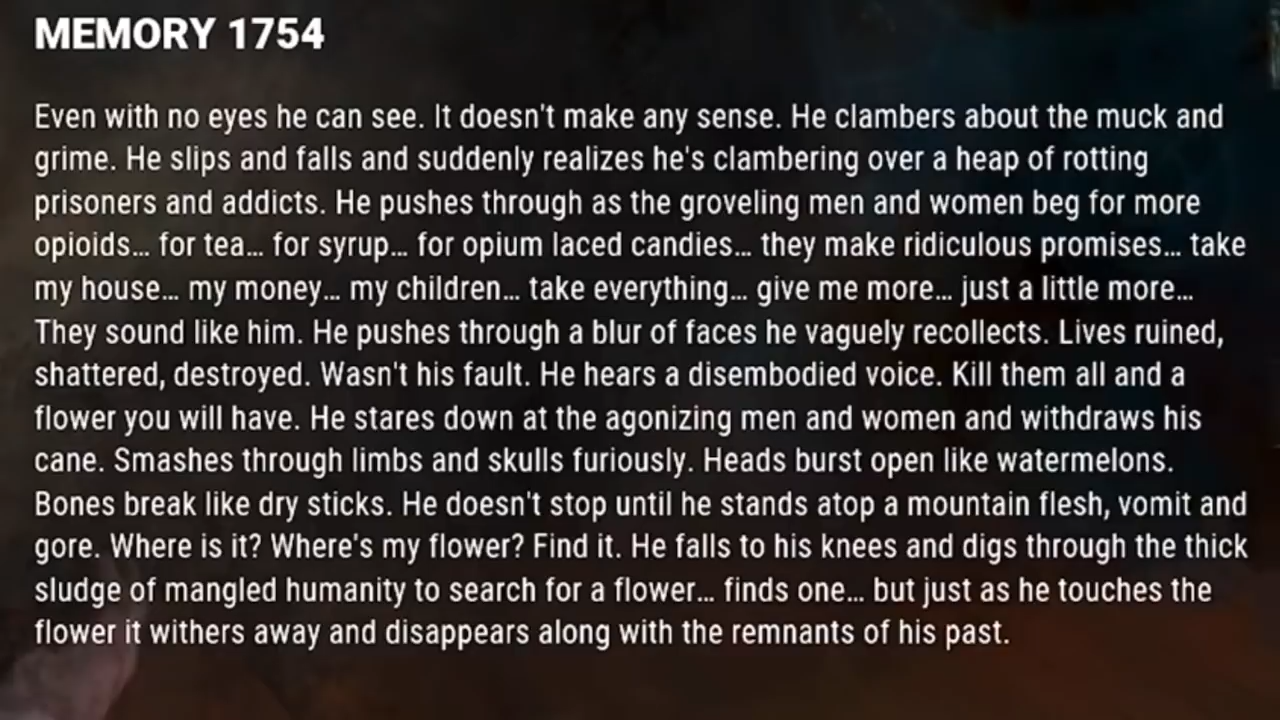 MEMORY 1754
Even with no eyes he can see. It doesn't make any sense. He clambers about the muck and
grime. He slips and falls and suddenly realizes he's clambering over a heap of rotting
prisoners and addicts. He pushes through as the groveling men and women beg for more
opioids… for tea… for syrup… for opium laced candies… they make ridiculous promises… take
my house… my money… my children… take everything… give me more… just a little more…
They sound like him. He pushes through a blur of faces he vaguely recollects. Lives ruined,
shattered, destroyed. Wasn't his fault. He hears a disembodied voice. Kill them all and a
flower you will have. He stares down at the agonizing men and women and withdraws his
cane. Smashes through limbs and skulls furiously. Heads burst open like watermelons.
Bones break like dry sticks. He doesn't stop until he stands atop a mountain flesh, vomit and
gore. Where is it? Where's my flower? Find it. He falls to his knees and digs through the thick
sludge of mangled humanity to search for a flower… finds one… but just as he touches the
flower it withers away and disappears along with the remnants of his past.